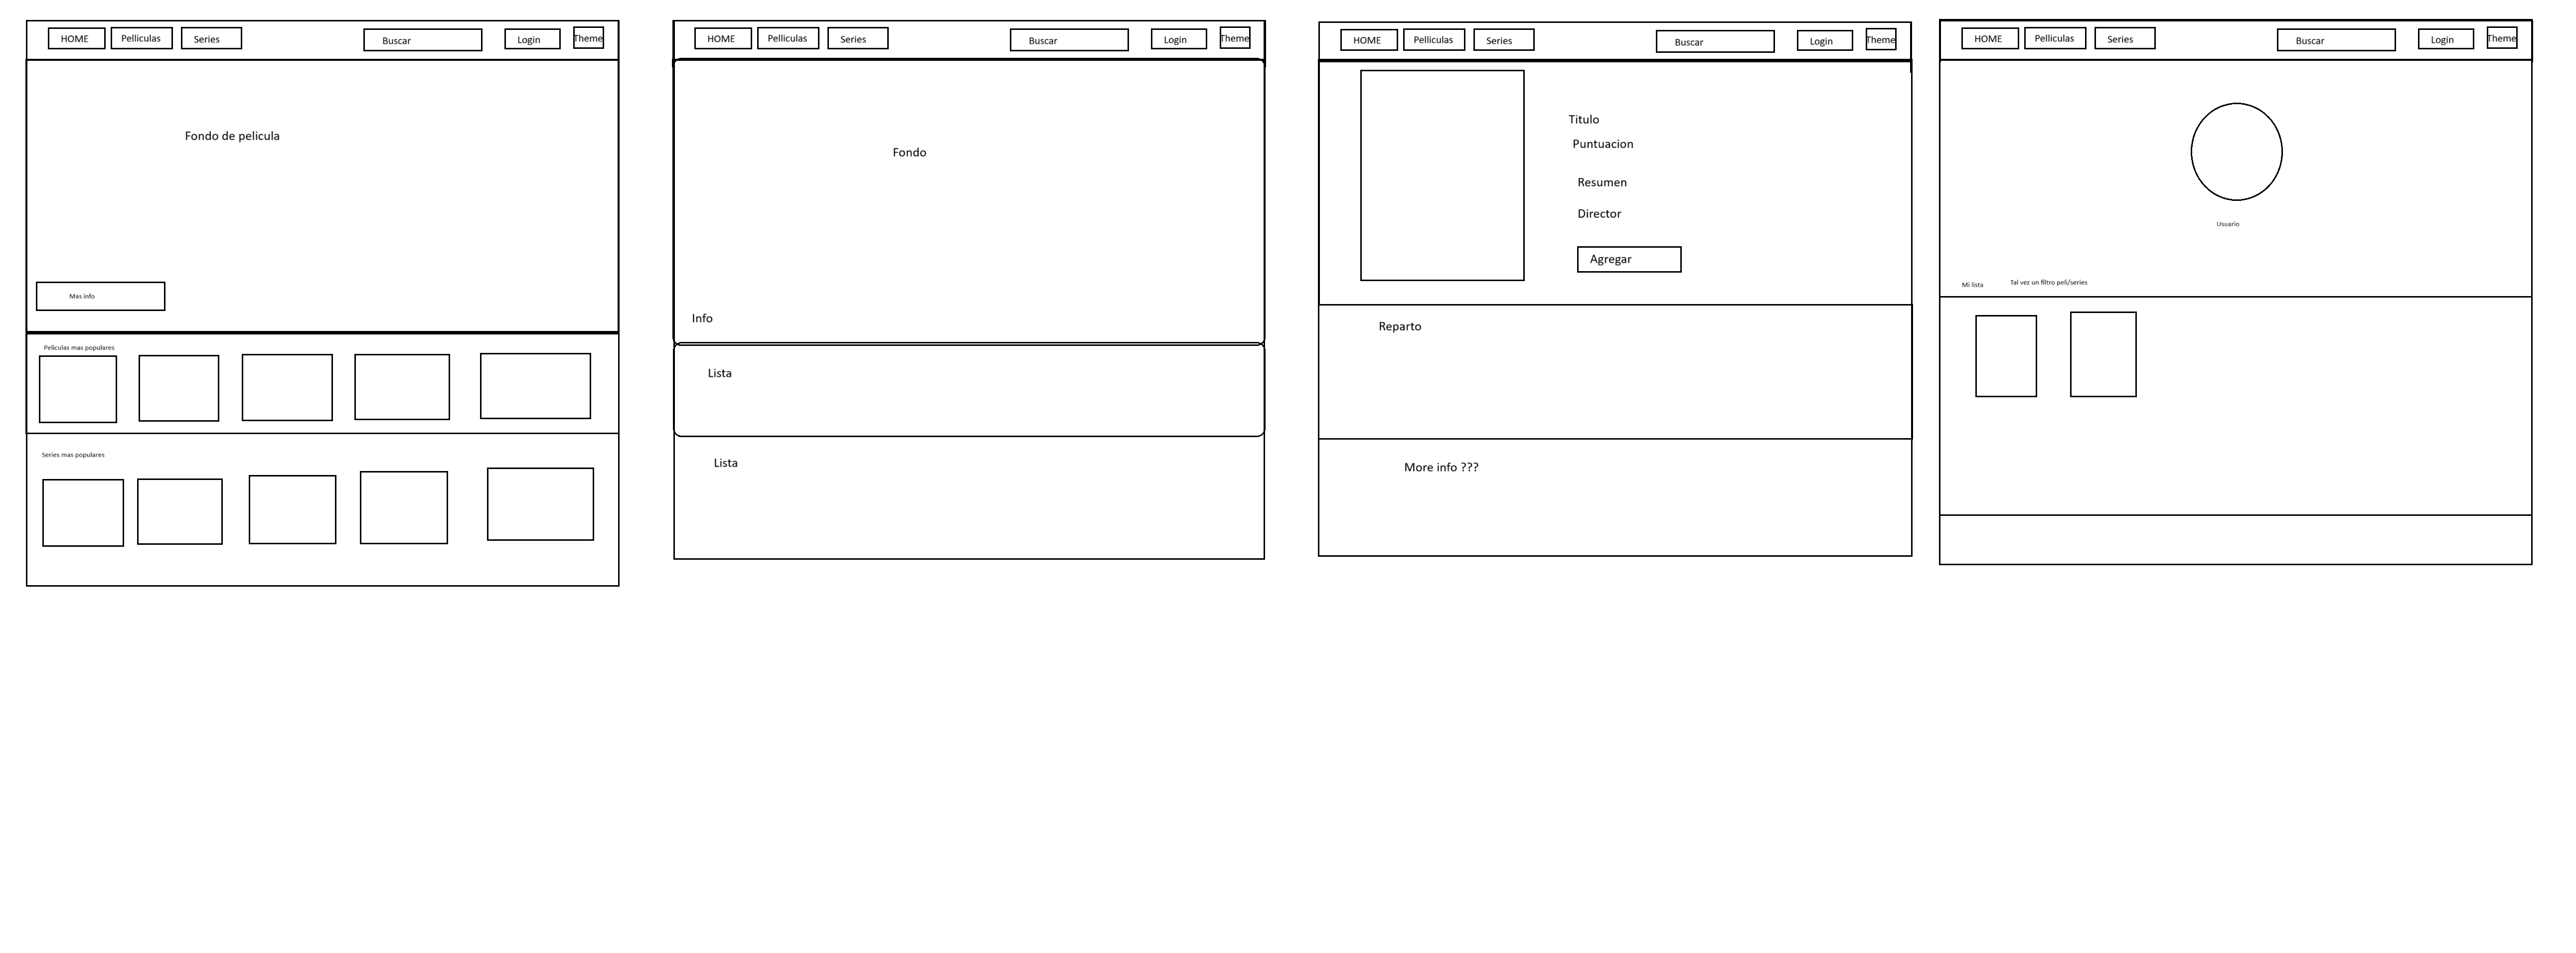 HOME
Pelliculas
Series
Buscar
Login
Theme
Fondo de pelicula
Mas info
Peliculas mas populares
Series mas populares
HOME
Pelliculas
Series
Buscar
Login
Theme
Fondo
Info
Lista
Lista
HOME
Pelliculas
Series
Buscar
Login
Theme
Titulo
Puntuacion
Resumen
Director
Agregar
Reparto
More info ???
HOME
Pelliculas
Series
Buscar
Login
Theme
Usuario
Mi lista
Tal vez un filtro peli/series